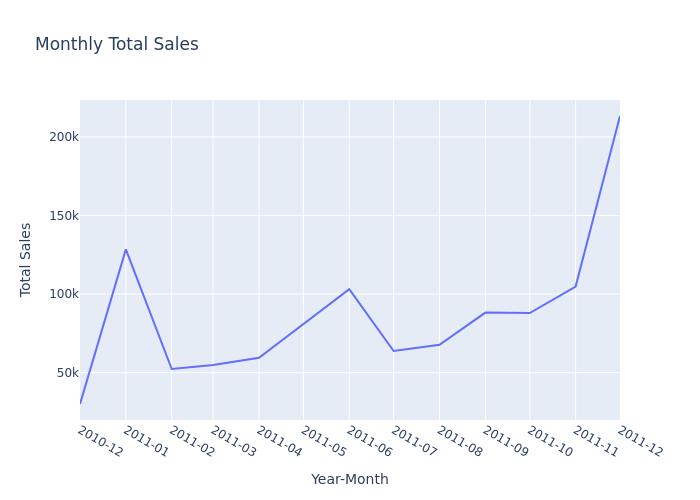 Monthly Total Sales
200k
150k
100k
50k
Total Sales
2010-12
2011-01
2011-02
2011-03
2011-04
2011-05
2011-06
2011-07
2011-08
2011-09
2011-10
2011-11
2011-12
Year-Month